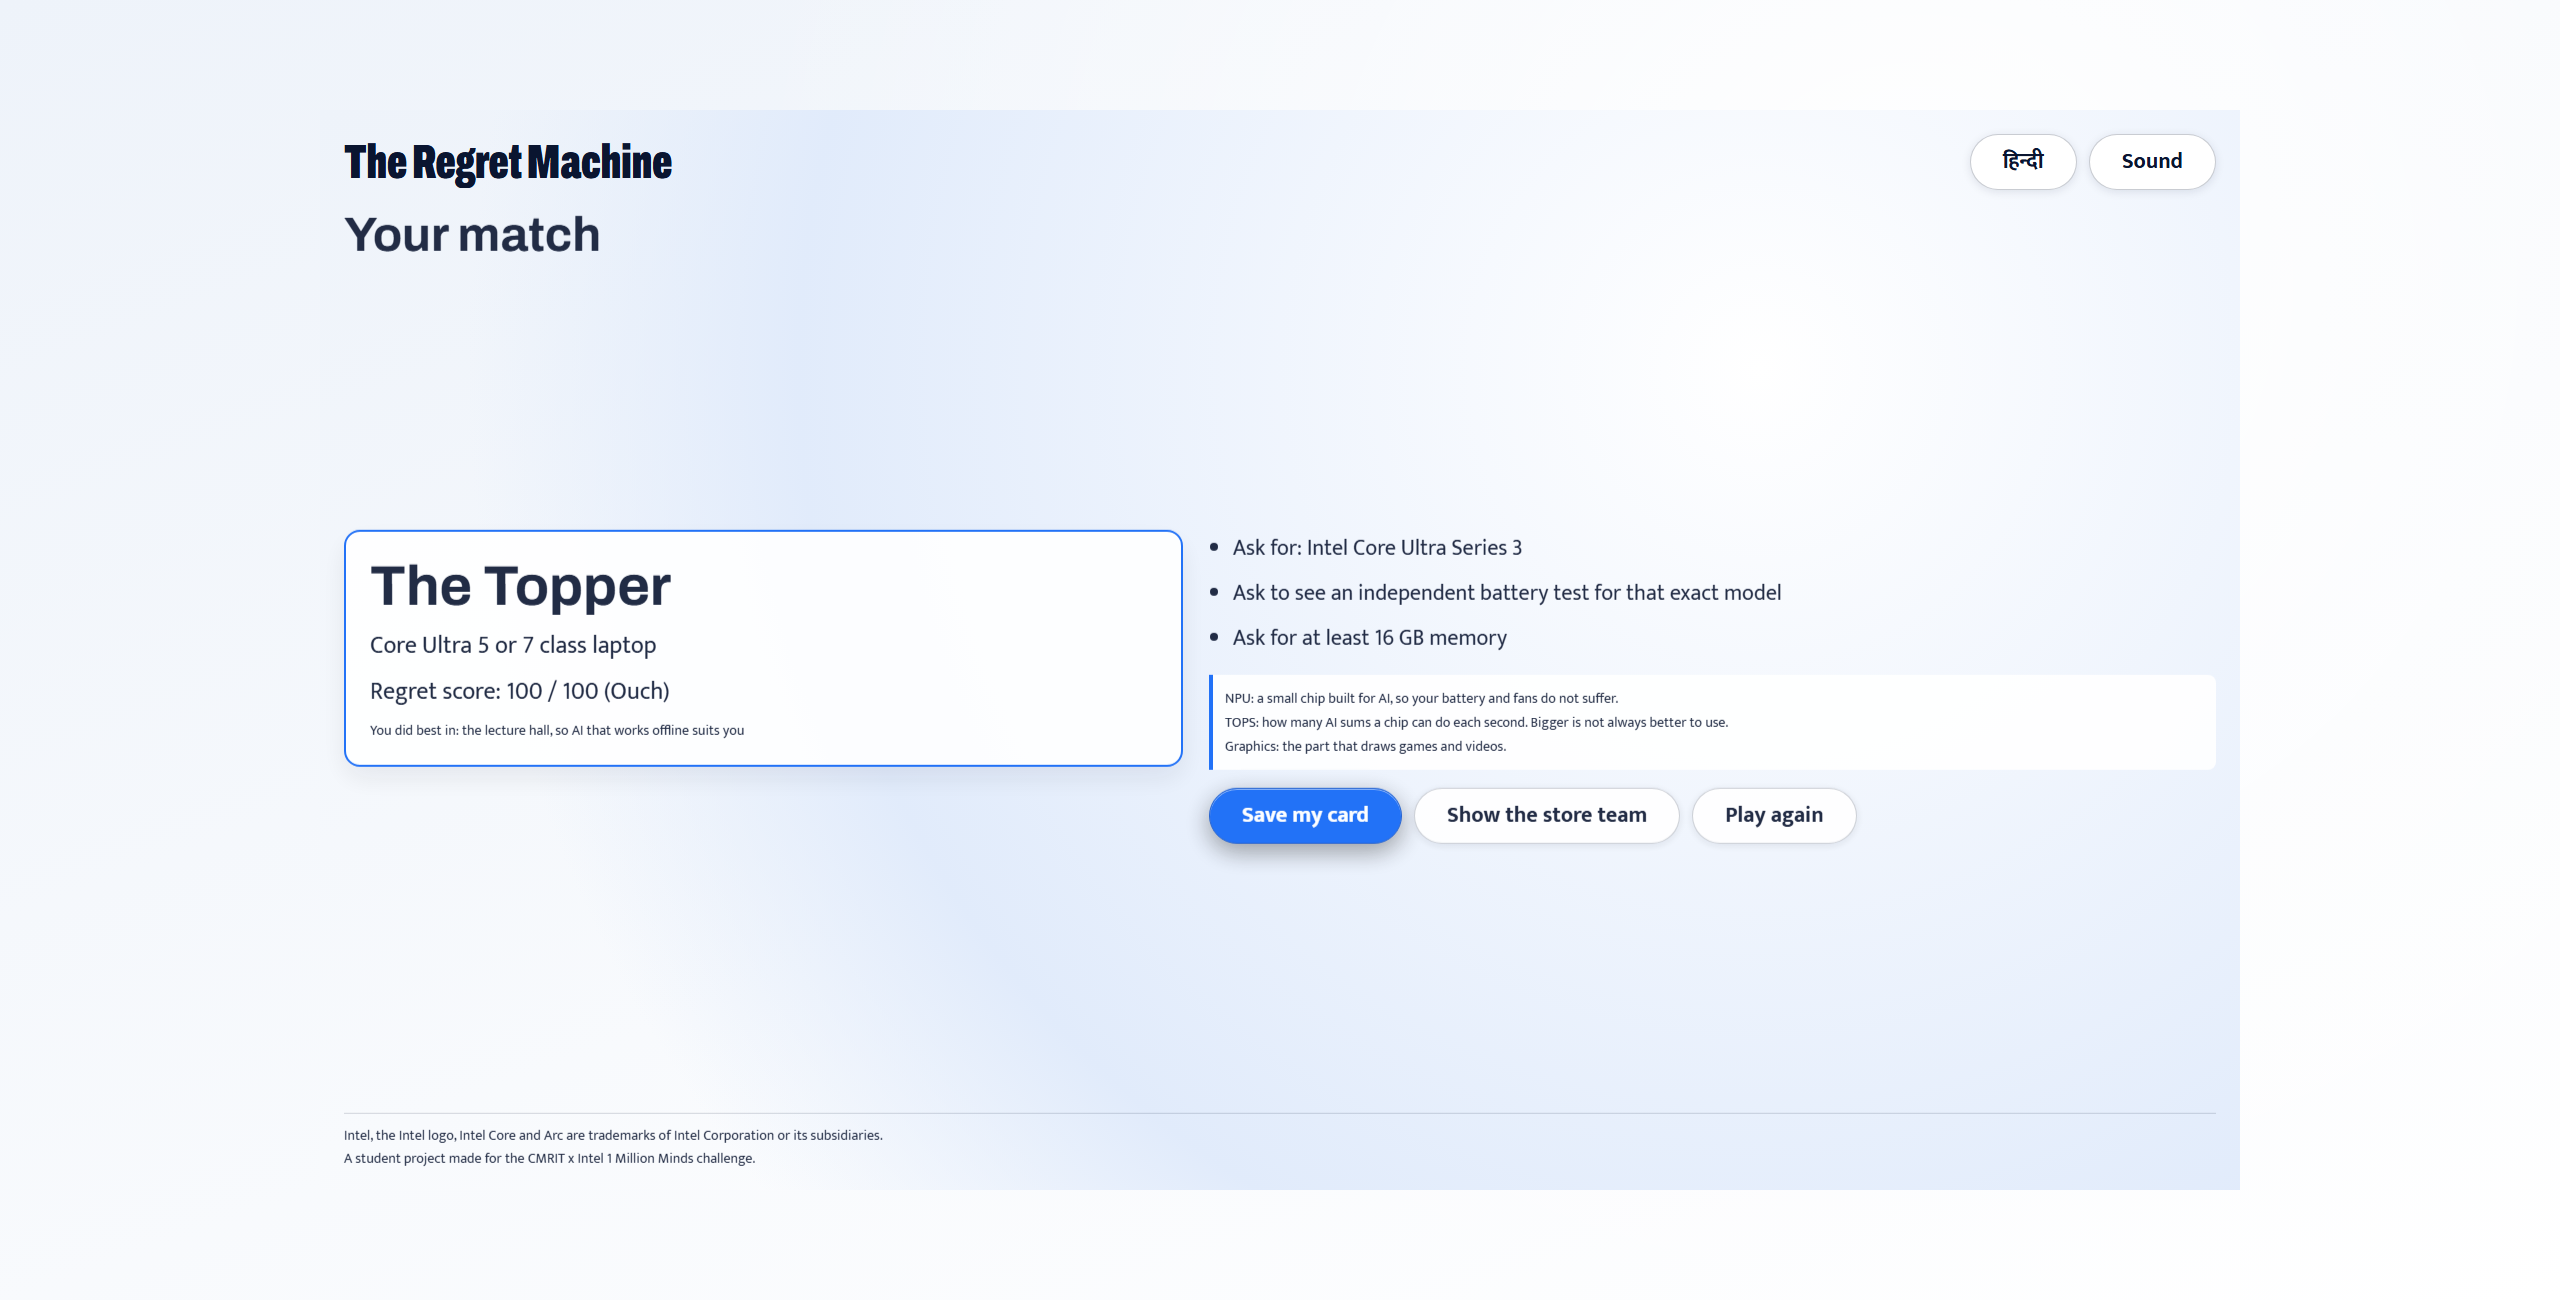 The Regret Machine
हिन्दी
Sound
Your match
The Topper
Core Ultra 5 or 7 class laptop
Regret score: 100 / 100 (Ouch)
You did best in: the lecture hall, so AI that works offline suits you
Ask for: Intel Core Ultra Series 3
Ask to see an independent battery test for that exact model
Ask for at least 16 GB memory
NPU: a small chip built for AI, so your battery and fans do not suffer.
TOPS: how many AI sums a chip can do each second. Bigger is not always better to use.
Graphics: the part that draws games and videos.
Save my card
Show the store team
Play again
Intel, the Intel logo, Intel Core and Arc are trademarks of Intel Corporation or its subsidiaries.
A student project made for the CMRIT x Intel 1 Million Minds challenge.